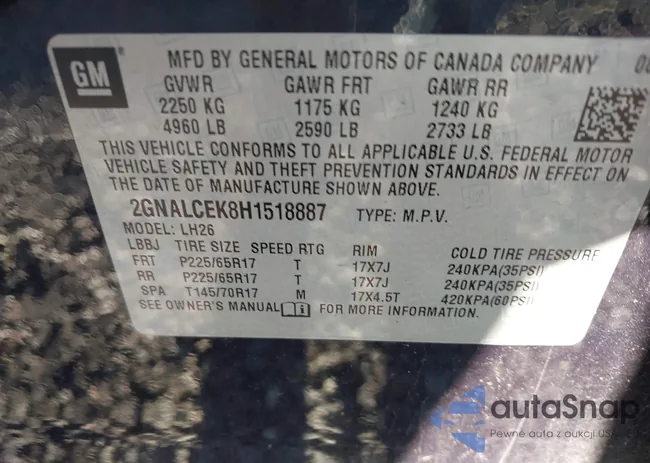 GM
MFD BY GENERAL MOTORS OF CANADA COMPANY
GVWR GAWR FRT GAWR RR
2250 KG 1175 KG 1240 KG
4960 LB 2590 LB 2733 LB
THIS VEHICLE CONFORMS TO ALL APPLICABLE U.S. FEDERAL MOTOR
VEHICLE SAFETY AND THEFT PREVENTION STANDARDS IN EFFECT ON
THE DATE OF MANUFACTURE SHOWN ABOVE.
2GNALCEK8H1518887 TYPE: M.P.V.
MODEL: LH26
LBBJ TIRE SIZE SPEED RTG RIM COLD TIRE PRESSURE
FRT P225/65R17 T 17X7J 240KPA(35PSI)
RR P225/65R17 T 17X7J 240KPA(35PSI)
SPA T145/70R17 M 17X4.5T 420KPA(60PSI)
SEE OWNER'S MANUAL i FOR MORE INFORMATION.
autaSnap
Pewne auta z aukcji USA